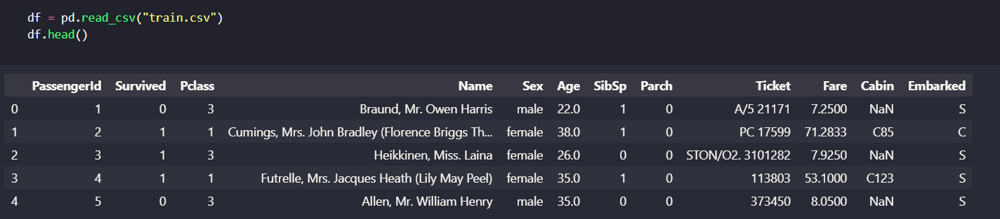 df = pd.read_csv("train.csv")
df.head()
PassengerId Survived Pclass Name Sex Age SibSp Parch Ticket Fare Cabin Embarked
0 1 0 3 Braund, Mr. Owen Harris male 22.0 1 0 A/5 21171 7.2500 NaN S
1 2 1 1 Cumings, Mrs. John Bradley (Florence Briggs Th... female 38.0 1 0 PC 17599 71.2833 C85 C
2 3 1 3 Heikkinen, Miss. Laina female 26.0 0 0 STON/O2. 3101282 7.9250 NaN S
3 4 1 1 Futrelle, Mrs. Jacques Heath (Lily May Peel) female 35.0 1 0 113803 53.1000 C123 S
4 5 0 3 Allen, Mr. William Henry male 35.0 0 0 373450 8.0500 NaN S